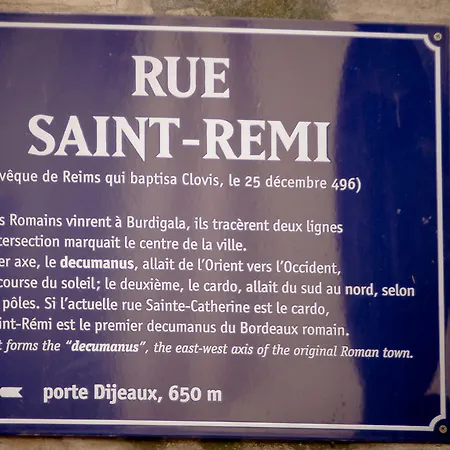 RUE
SAINT-REMI
vêque de Reims qui baptisa Clovis, le 25 décembre 496)
s Romains vinrent à Burdigala, ils tracèrent deux lignes
tersection marquait le centre de la ville.
er axe, le decumanus, allait de l'Orient vers l'Occident,
course du soleil; le deuxième, le cardo, allait du sud au nord, selon
pôles. Si l'actuelle rue Sainte-Catherine est le cardo,
int-Rémi est le premier decumanus du Bordeaux romain.
t forms the "decumanus", the east-west axis of the original Roman town.
porte Dijeaux, 650 m